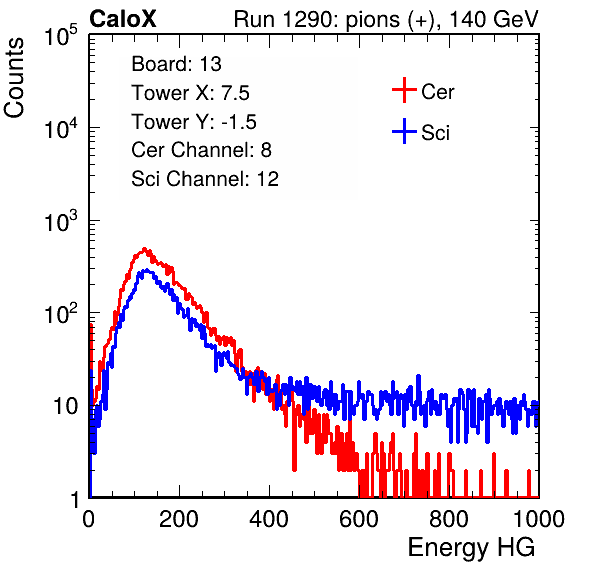 CaloX Run 1290: pions (+), 140 GeV
Counts
10^5
10^4
10^3
10^2
10
1
Board: 13
Tower X: 7.5
Tower Y: -1.5
Cer Channel: 8
Sci Channel: 12
Cer
Sci
0 200 400 600 800 1000
Energy HG